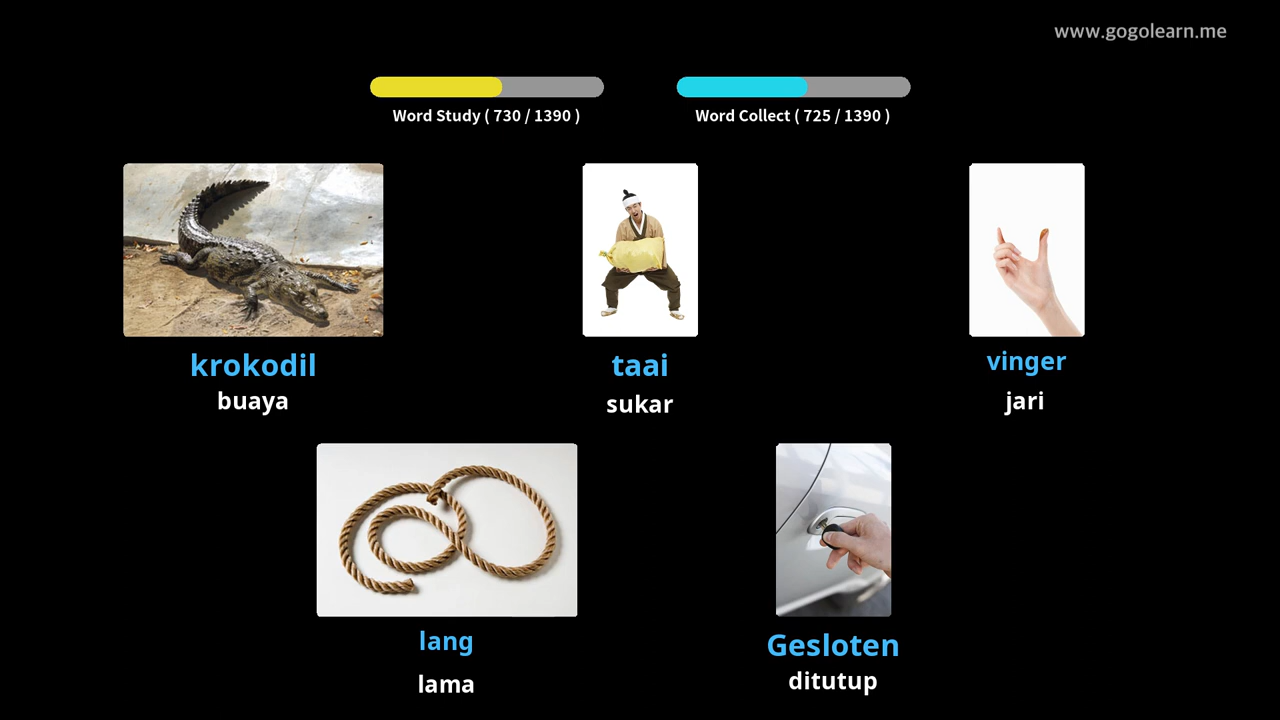 www.gogolearn.me
Word Study ( 730 / 1390 )
Word Collect ( 725 / 1390 )
krokodil
buaya
taai
sukar
vinger
jari
lang
lama
Gesloten
ditutup